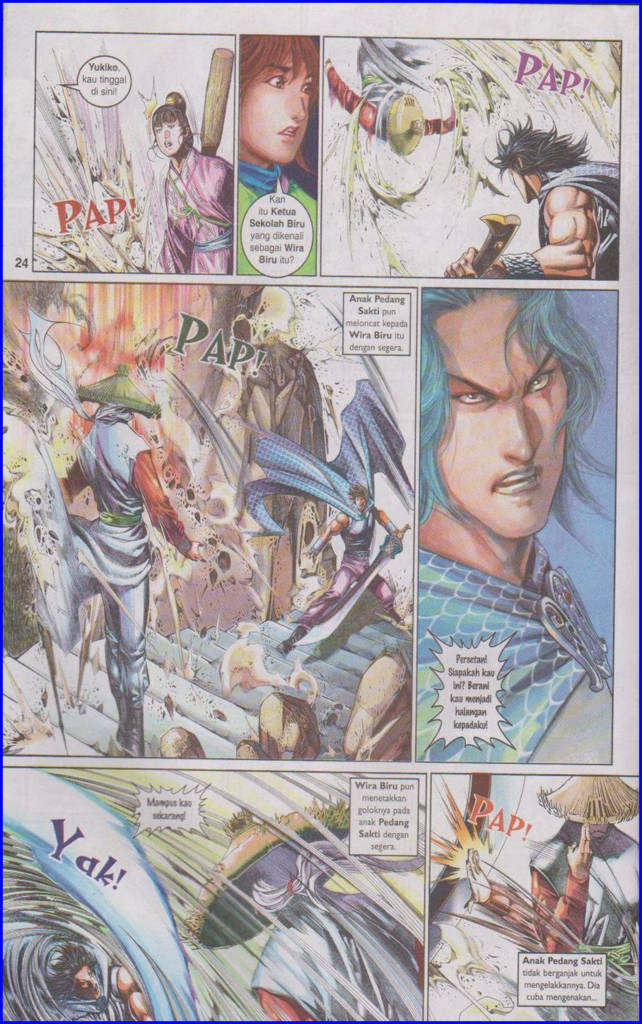 Yukiko,
kau tinggal
di sini!
PAP!
Kan
itu Ketua
Sekolah Biru
yang dikenali
sebagai Wira
Biru itu?
PAP!
24
PAP!
Anak Pedang
Sakti pun
meloncat kepada
Wira Biru itu
dengan segera.
Persetan!
Siapakah kau
ini? Berani
kau menjadi
halangan
kepadaku!
Yak!
Mampus kau
sekarang!
Wira Biru pun
menetakkan
goloknya pada
anak Pedang
Sakti dengan
segera.
PAP!
Anak Pedang Sakti
tidak berganjak untuk
mengelakkannya. Dia
cuba mengenakan...